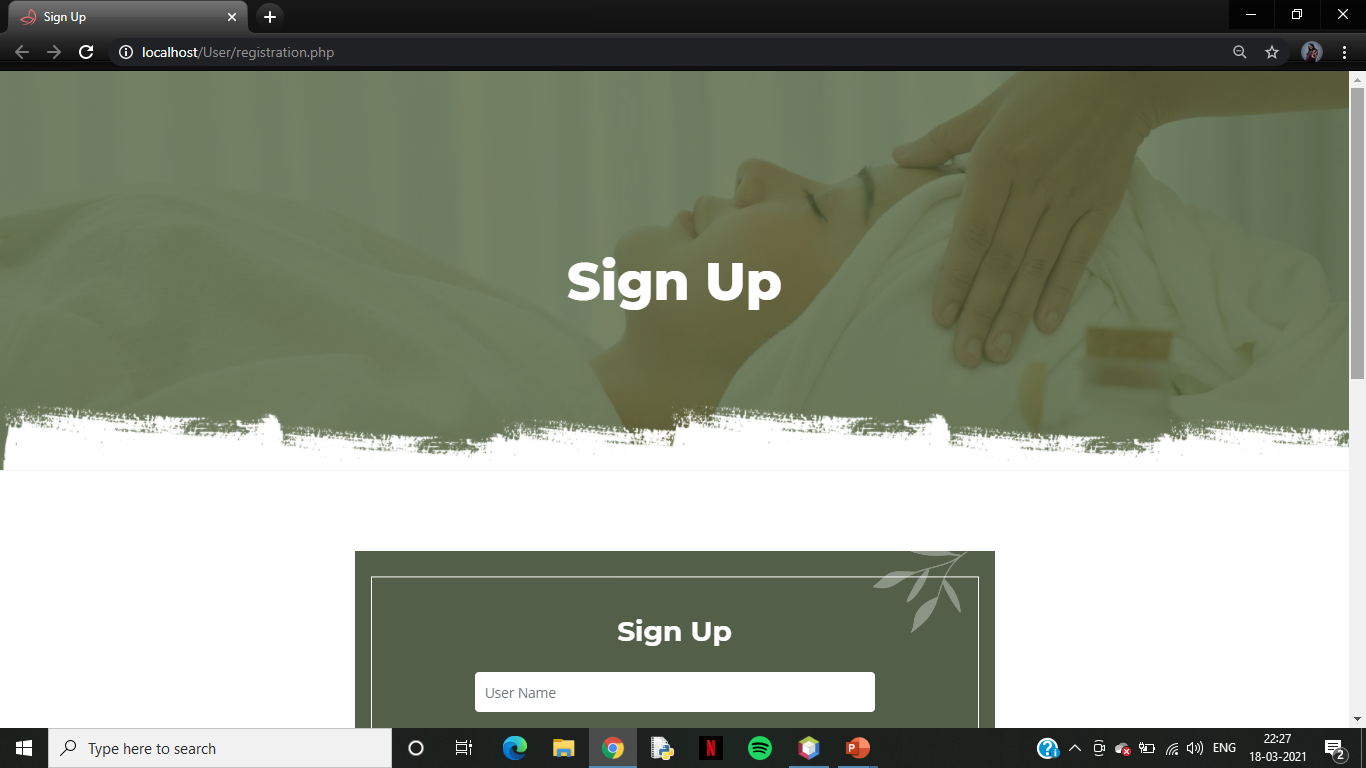 Sign Up
localhost/User/registration.php
Sign Up
Sign Up
User Name
Type here to search
N
P
ENG
22:27
18-03-2021
2